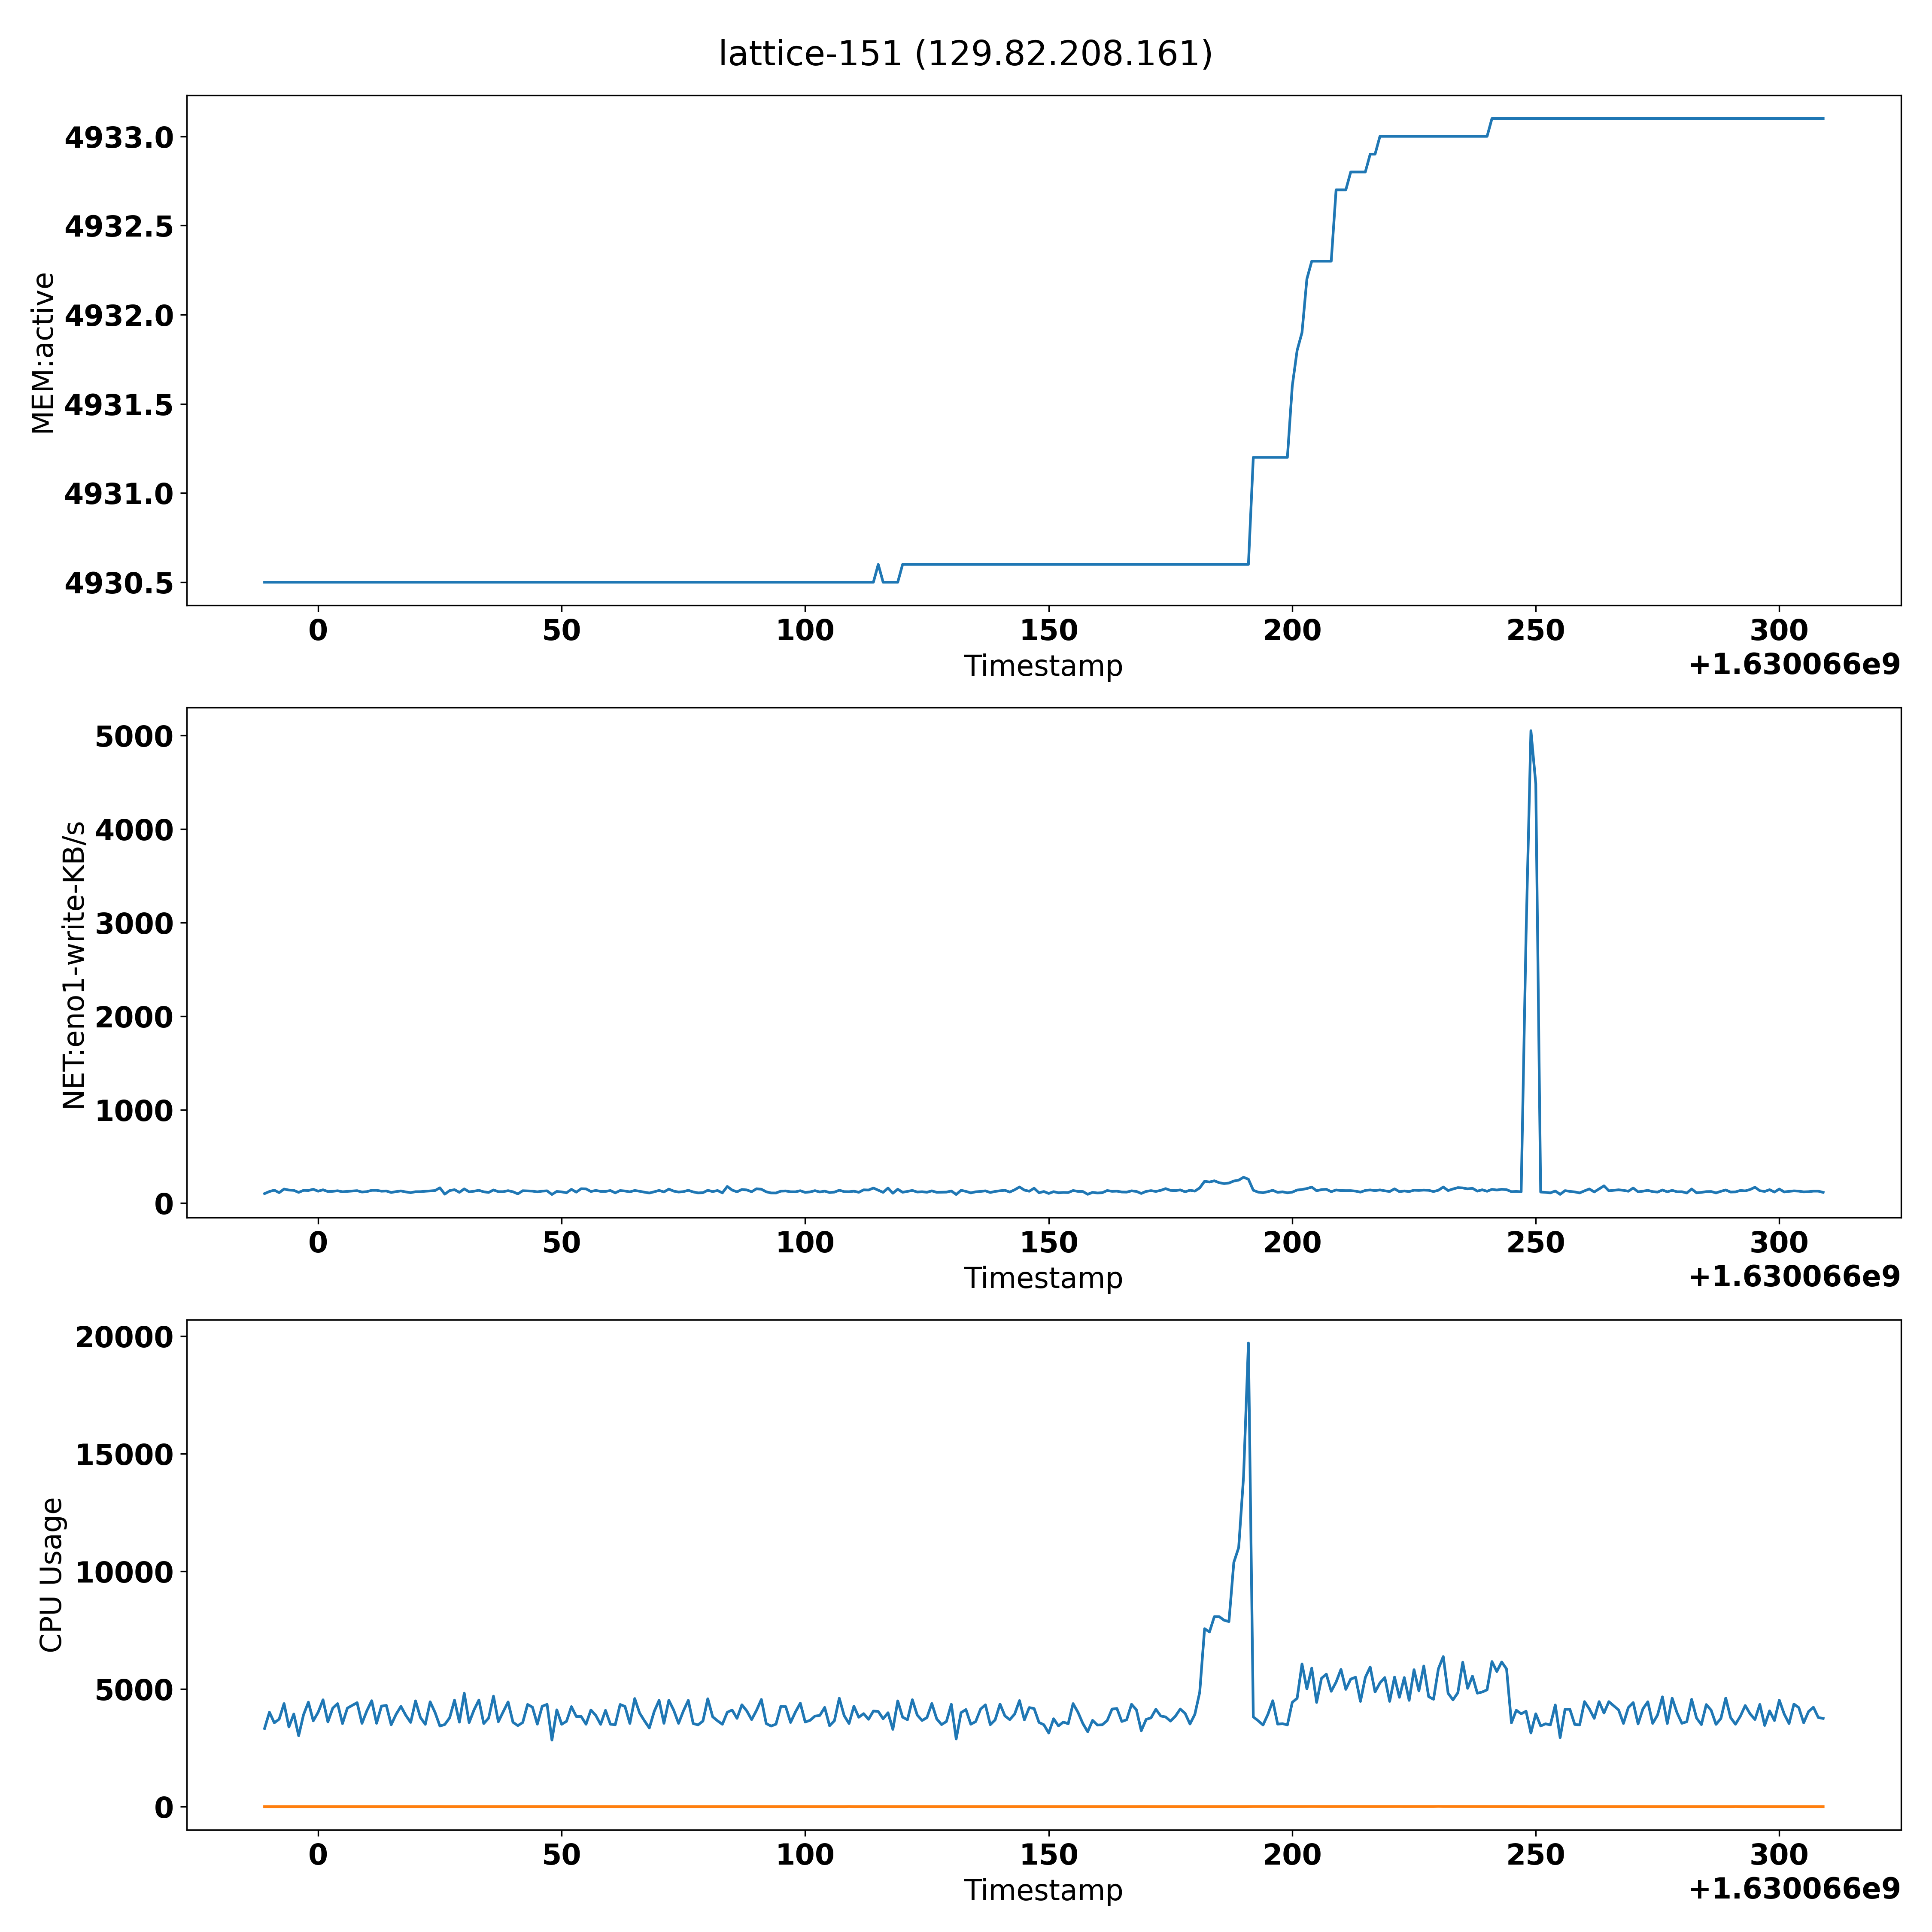 lattice-151 (129.82.208.161)
4933.0
4932.5
4932.0
4931.5
4931.0
4930.5
MEM:active
0 50 100 150 200 250 300
Timestamp
+1.630066e9
5000
4000
3000
2000
1000
0
NET:eno1-write-KB/s
0 50 100 150 200 250 300
Timestamp
+1.630066e9
20000
15000
10000
5000
0
CPU Usage
0 50 100 150 200 250 300
Timestamp
+1.630066e9